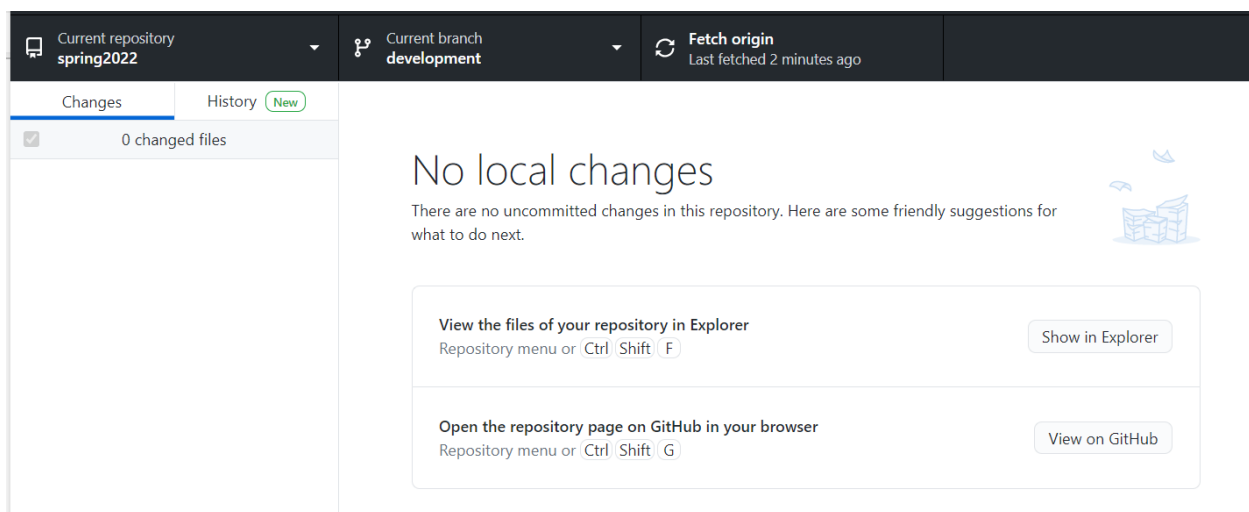 Current repository
spring2022
Current branch
development
Fetch origin
Last fetched 2 minutes ago
Changes
History New
0 changed files
No local changes
There are no uncommitted changes in this repository. Here are some friendly suggestions for
what to do next.
View the files of your repository in Explorer
Repository menu or Ctrl Shift F
Show in Explorer
Open the repository page on GitHub in your browser
Repository menu or Ctrl Shift G
View on GitHub